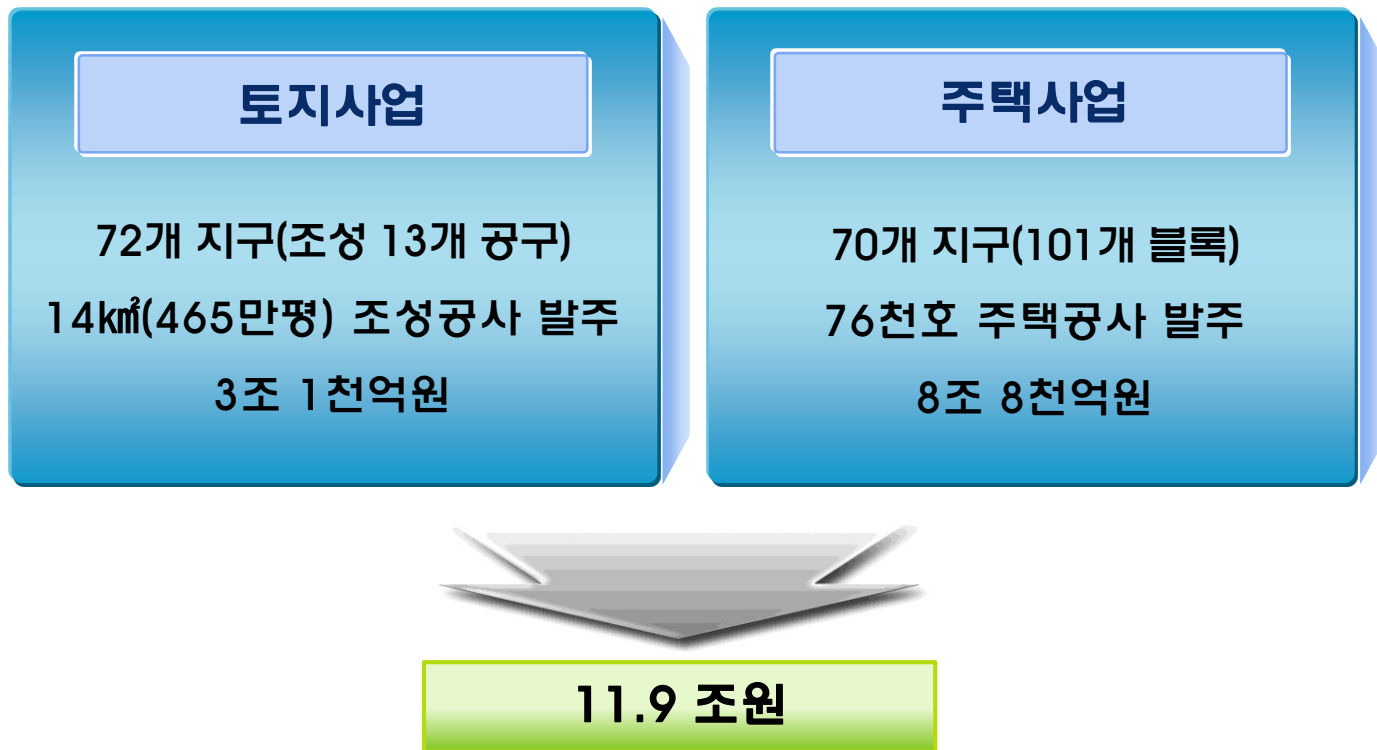 토지사업
72개 지구(조성 13개 공구)
14㎢(465만평) 조성공사 발주
3조 1천억원
주택사업
70개 지구(101개 블록)
76천호 주택공사 발주
8조 8천억원
11.9 조원